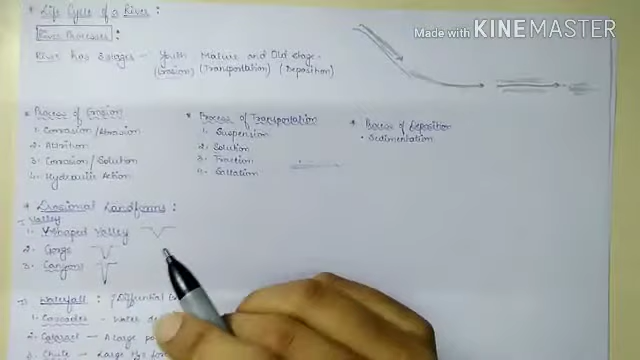 Made with KINEMASTER
* Life Cycle of a River :
River Processes :
River has 3 stages - Youth Mature and Old stage.
(Erosion) (Transportation) (Deposition)
* Process of Erosion
1. Corrasion/Abrasion
2. Attrition
3. Corrosion/Solution
4. Hydraulic Action
* Process of Transportation
1. Suspension
2. Solution
3. Traction
4. Saltation
* Process of Deposition
• Sedimentation
* Erosional Landforms :
Valley
1. V-shaped Valley
2. Gorge
3. Canyons
Waterfall :
1. Cascades - Water
2. Cataract - A large
3. Chute - Large